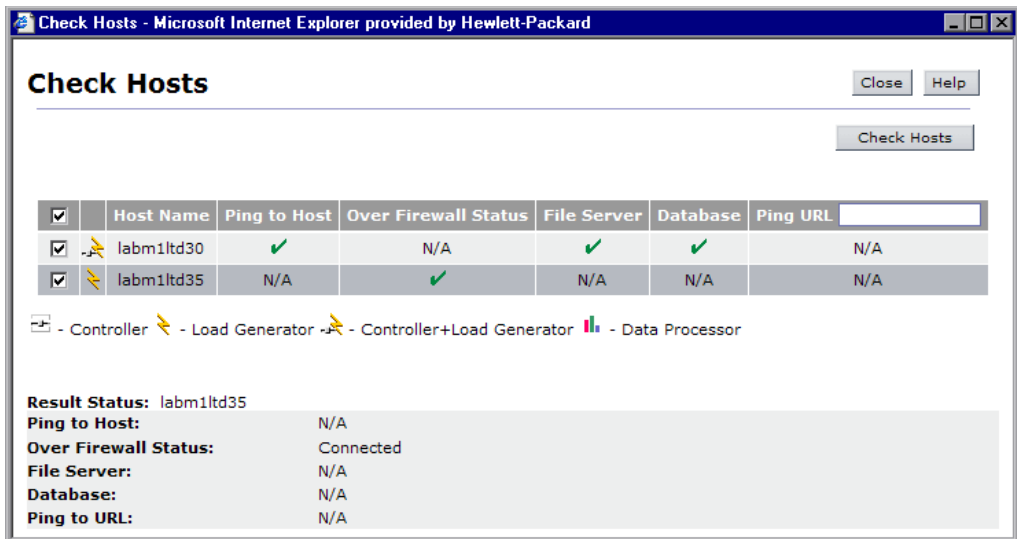 Check Hosts - Microsoft Internet Explorer provided by Hewlett-Packard
Check Hosts
Close Help
Check Hosts
Host Name Ping to Host Over Firewall Status File Server Database Ping URL
labm1ltd30 N/A N/A
labm1ltd35 N/A N/A N/A N/A
- Controller - Load Generator - Controller+Load Generator - Data Processor
Result Status: labm1ltd35
Ping to Host: N/A
Over Firewall Status: Connected
File Server: N/A
Database: N/A
Ping to URL: N/A